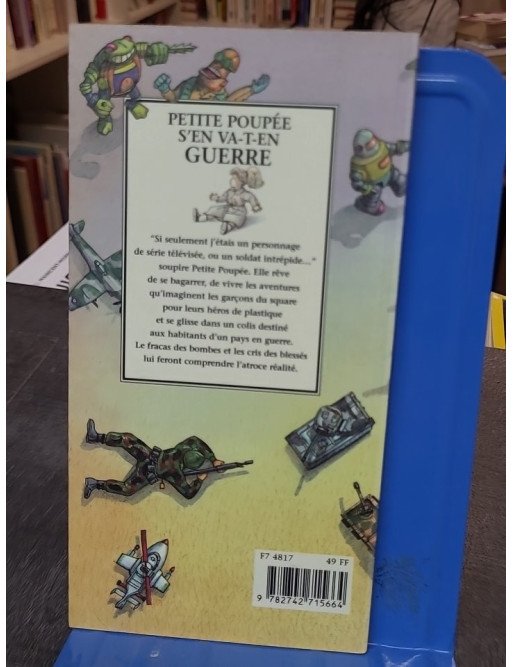 PETITE POUPÉE
S'EN VA-T-EN
GUERRE
"Si seulement j'étais un personnage
de série télévisée, ou un soldat intrépide..."
soupire Petite Poupée. Elle rêve
de se bagarrer, de vivre les aventures
qu'imaginent les garçons du square
pour leurs héros de plastique
et se glisse dans un colis destiné
aux habitants d'un pays en guerre.
Le fracas des bombes et les cris des blessés
lui feront comprendre l'atroce réalité.
F7 4817 49 FF
9 782742 715664